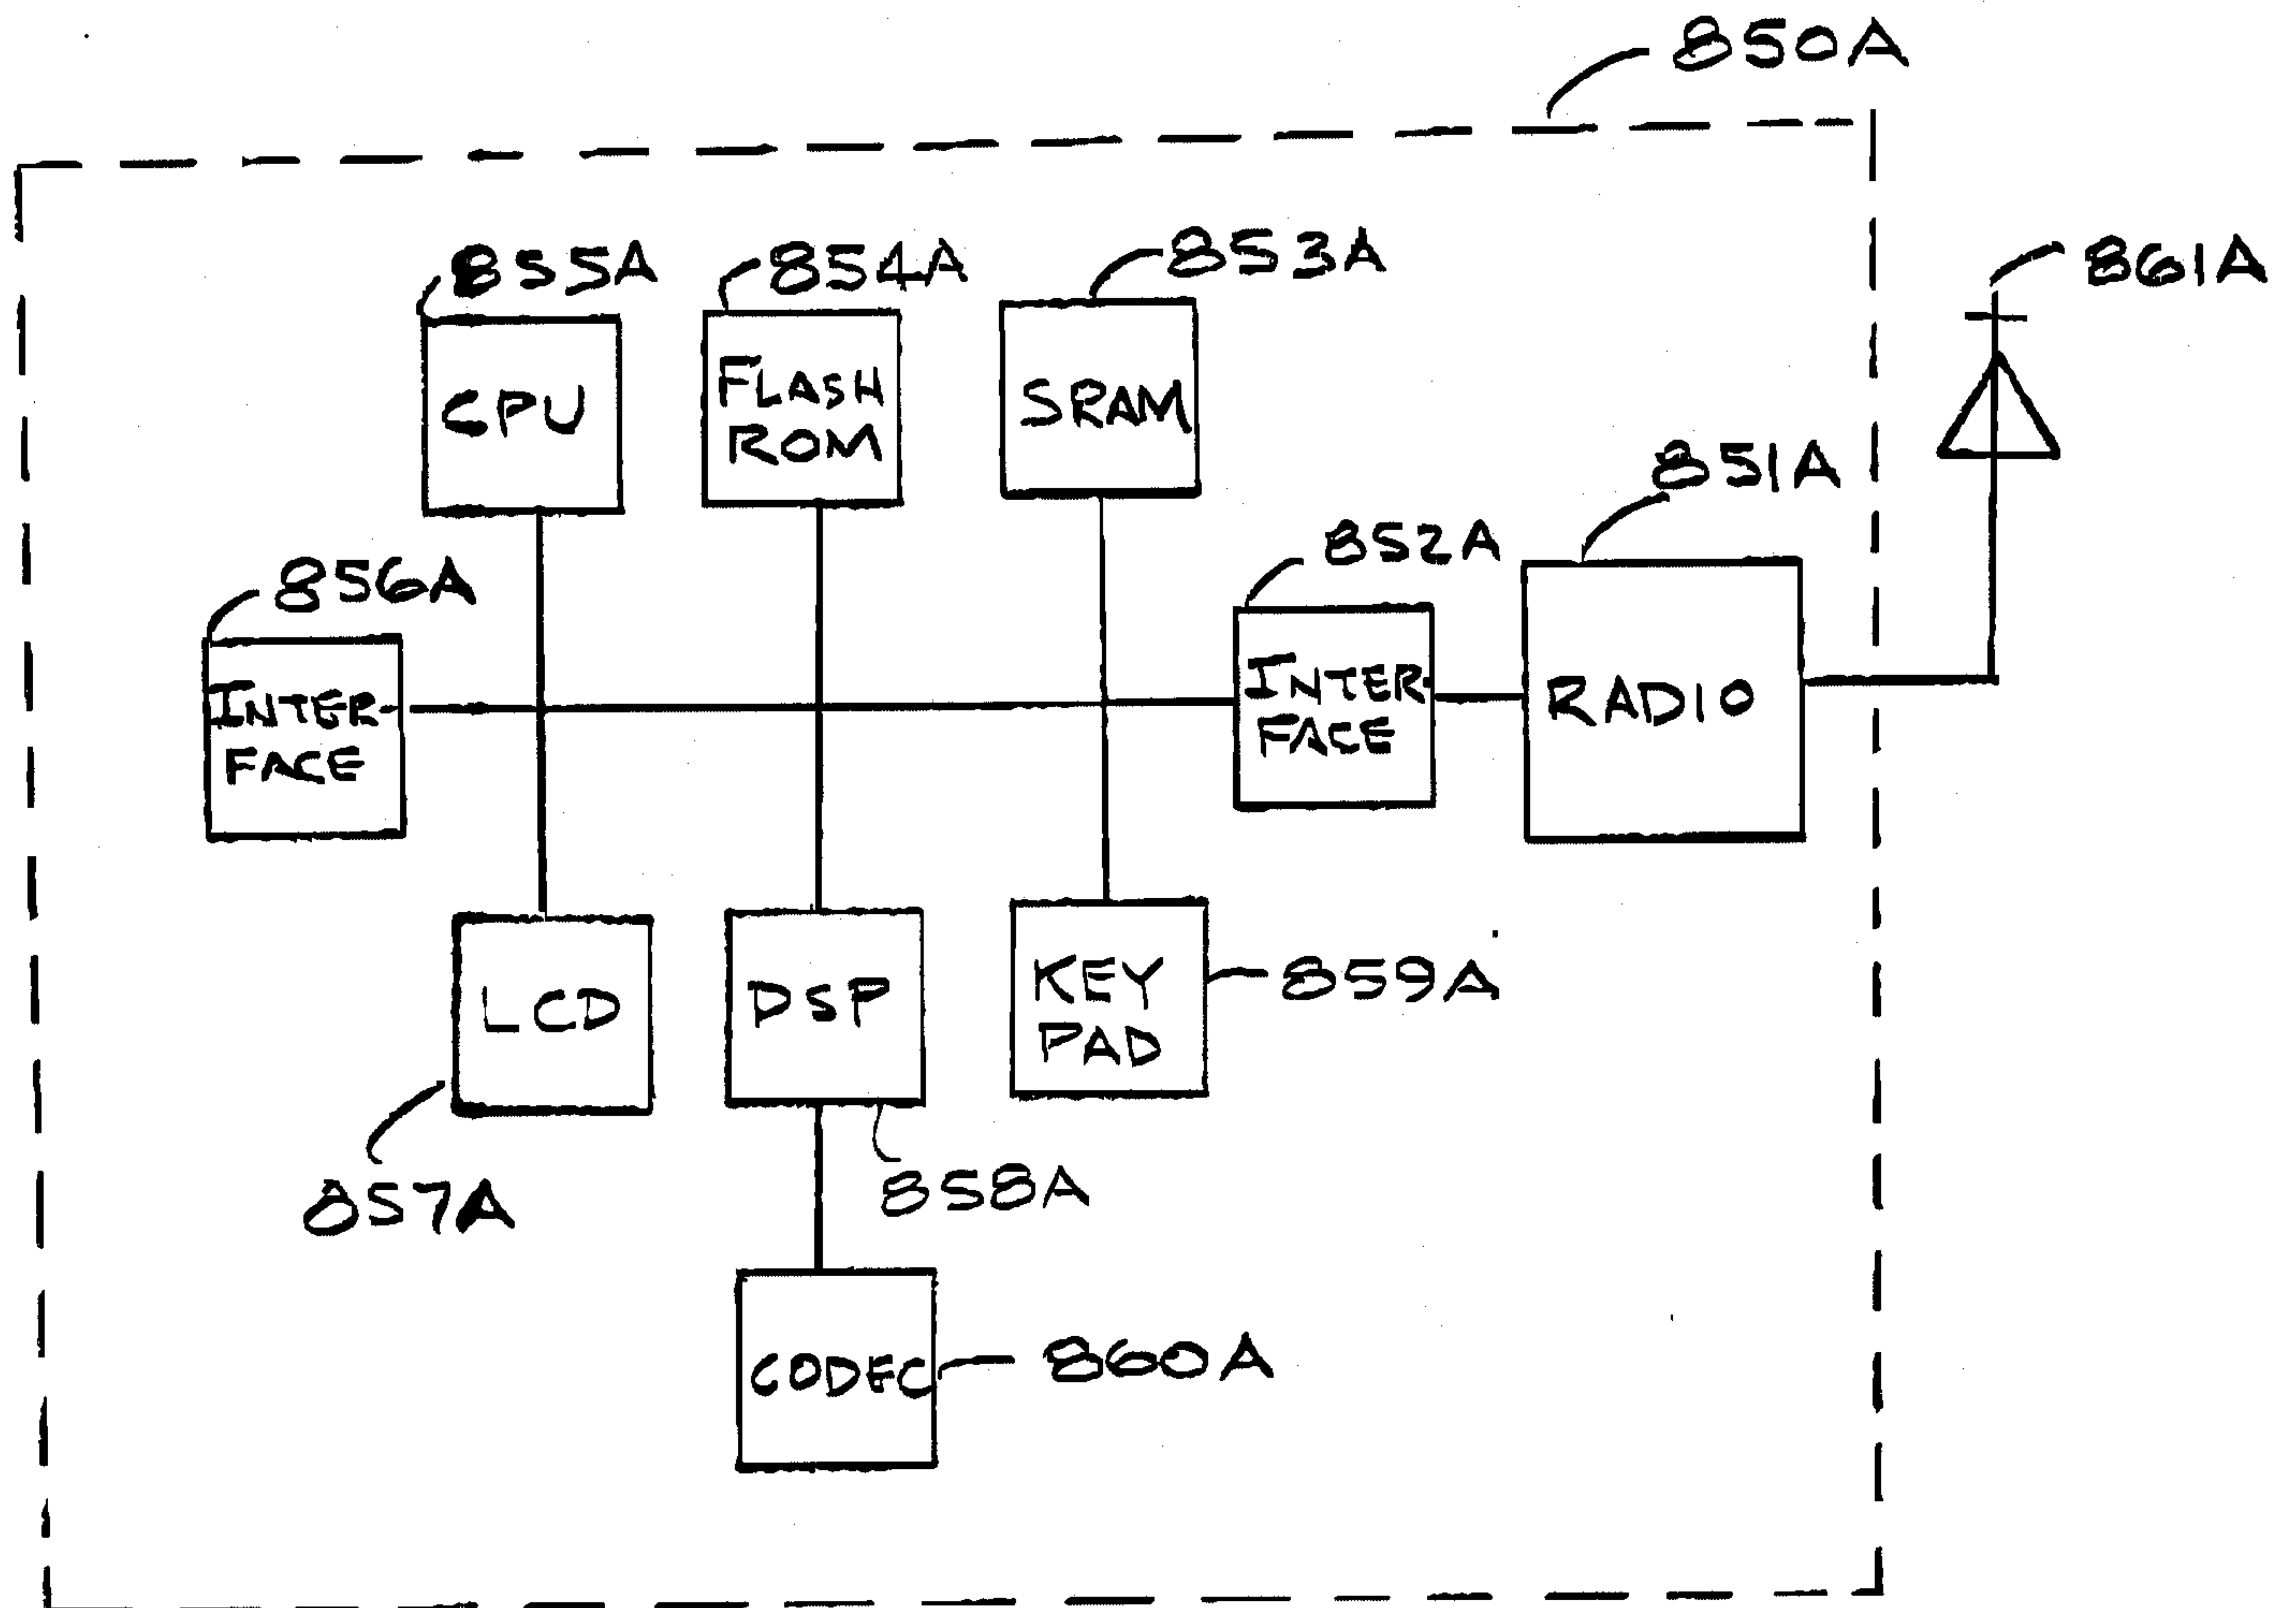 850A
855A
854A
853A
861A
CPU
FLASH
ROM
SRAM
851A
852A
856A
INTER-
FACE
INTER-
FACE
RADIO
LCD
DSP
KEY
PAD
859A
857A
858A
CODEC
860A